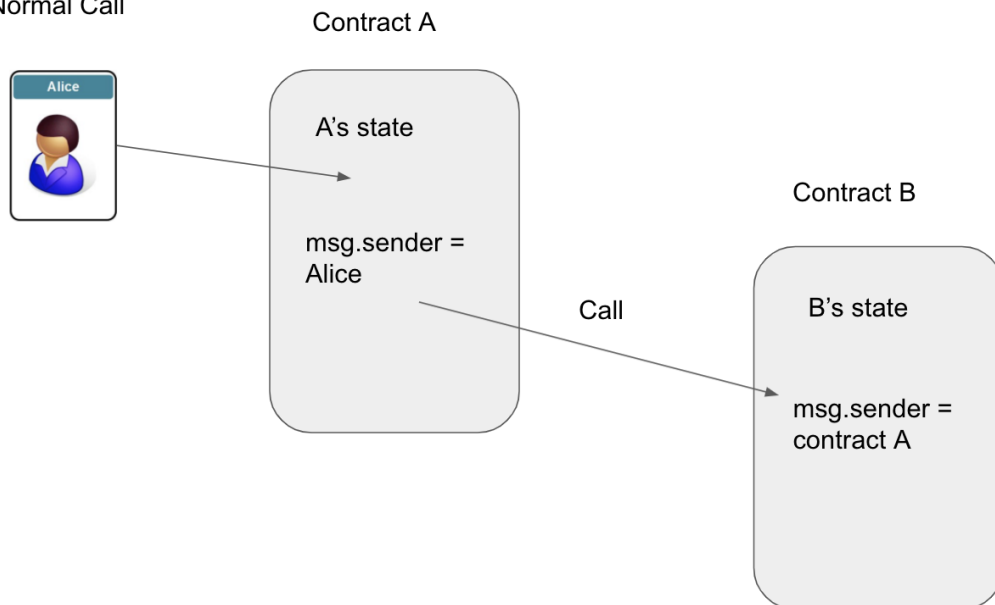 Normal Call
Contract A
Alice
A’s state
msg.sender =
Alice
Contract B
Call
B’s state
msg.sender =
contract A